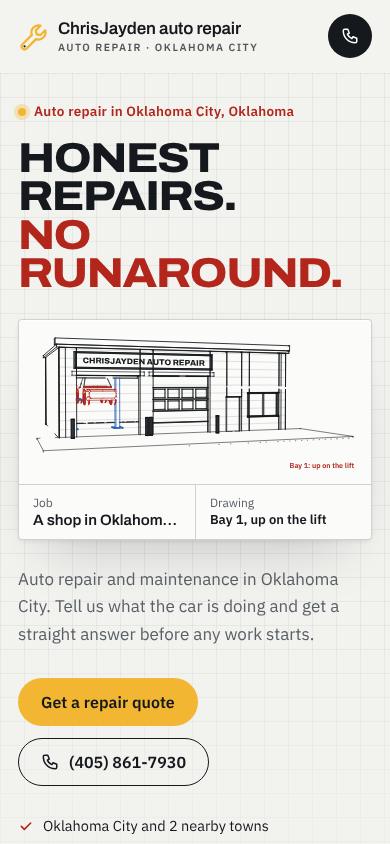 ChrisJayden auto repair
AUTO REPAIR · OKLAHOMA CITY
Auto repair in Oklahoma City, Oklahoma
HONEST
REPAIRS.
NO
RUNAROUND.
CHRISJAYDEN AUTO REPAIR
Bay 1: up on the lift
Job
A shop in Oklahom...
Drawing
Bay 1, up on the lift
Auto repair and maintenance in Oklahoma
City. Tell us what the car is doing and get a
straight answer before any work starts.
Get a repair quote
(405) 861-7930
Oklahoma City and 2 nearby towns